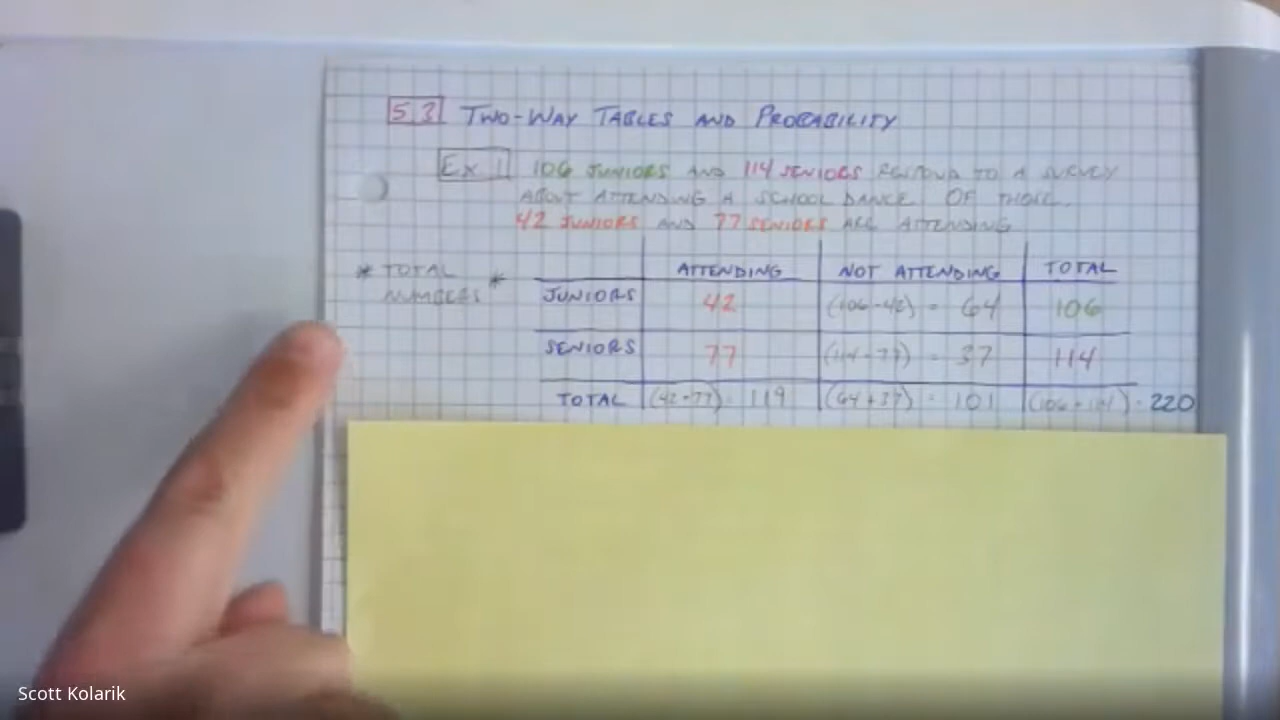 5.3 TWO-WAY TABLES AND PROBABILITY
Ex 1 106 JUNIORS AND 114 SENIORS RESPOND TO A SURVEY
ABOUT ATTENDING A SCHOOL DANCE. OF THOSE,
42 JUNIORS AND 77 SENIORS ARE ATTENDING
* TOTAL NUMBERS *
ATTENDING NOT ATTENDING TOTAL
JUNIORS 42 (106-42) = 64 106
SENIORS 77 (114-77) = 37 114
TOTAL (42+77) = 119 (64+37) = 101 (106+114) = 220
Scott Kolarik